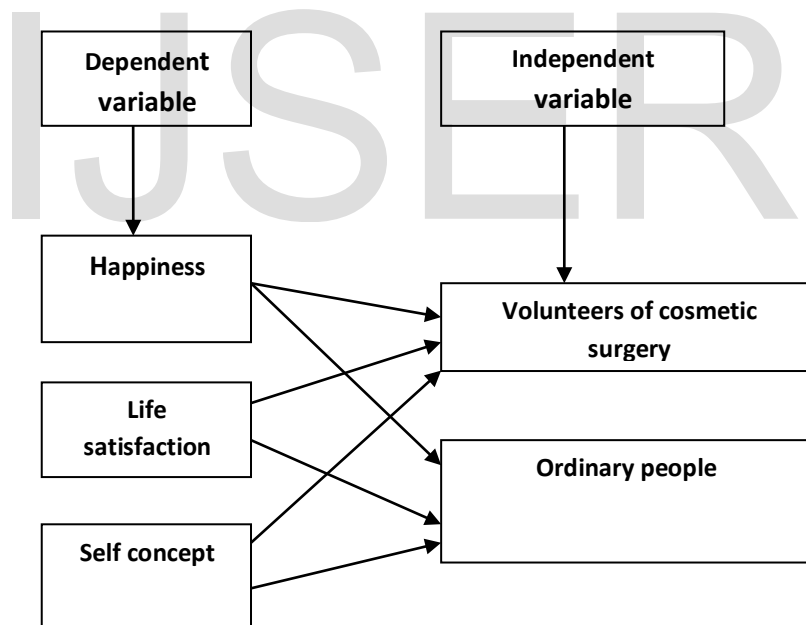 IJSER
Dependent
variable
Independent
variable
Happiness
Volunteers of cosmetic
surgery
Life
satisfaction
Ordinary people
Self concept